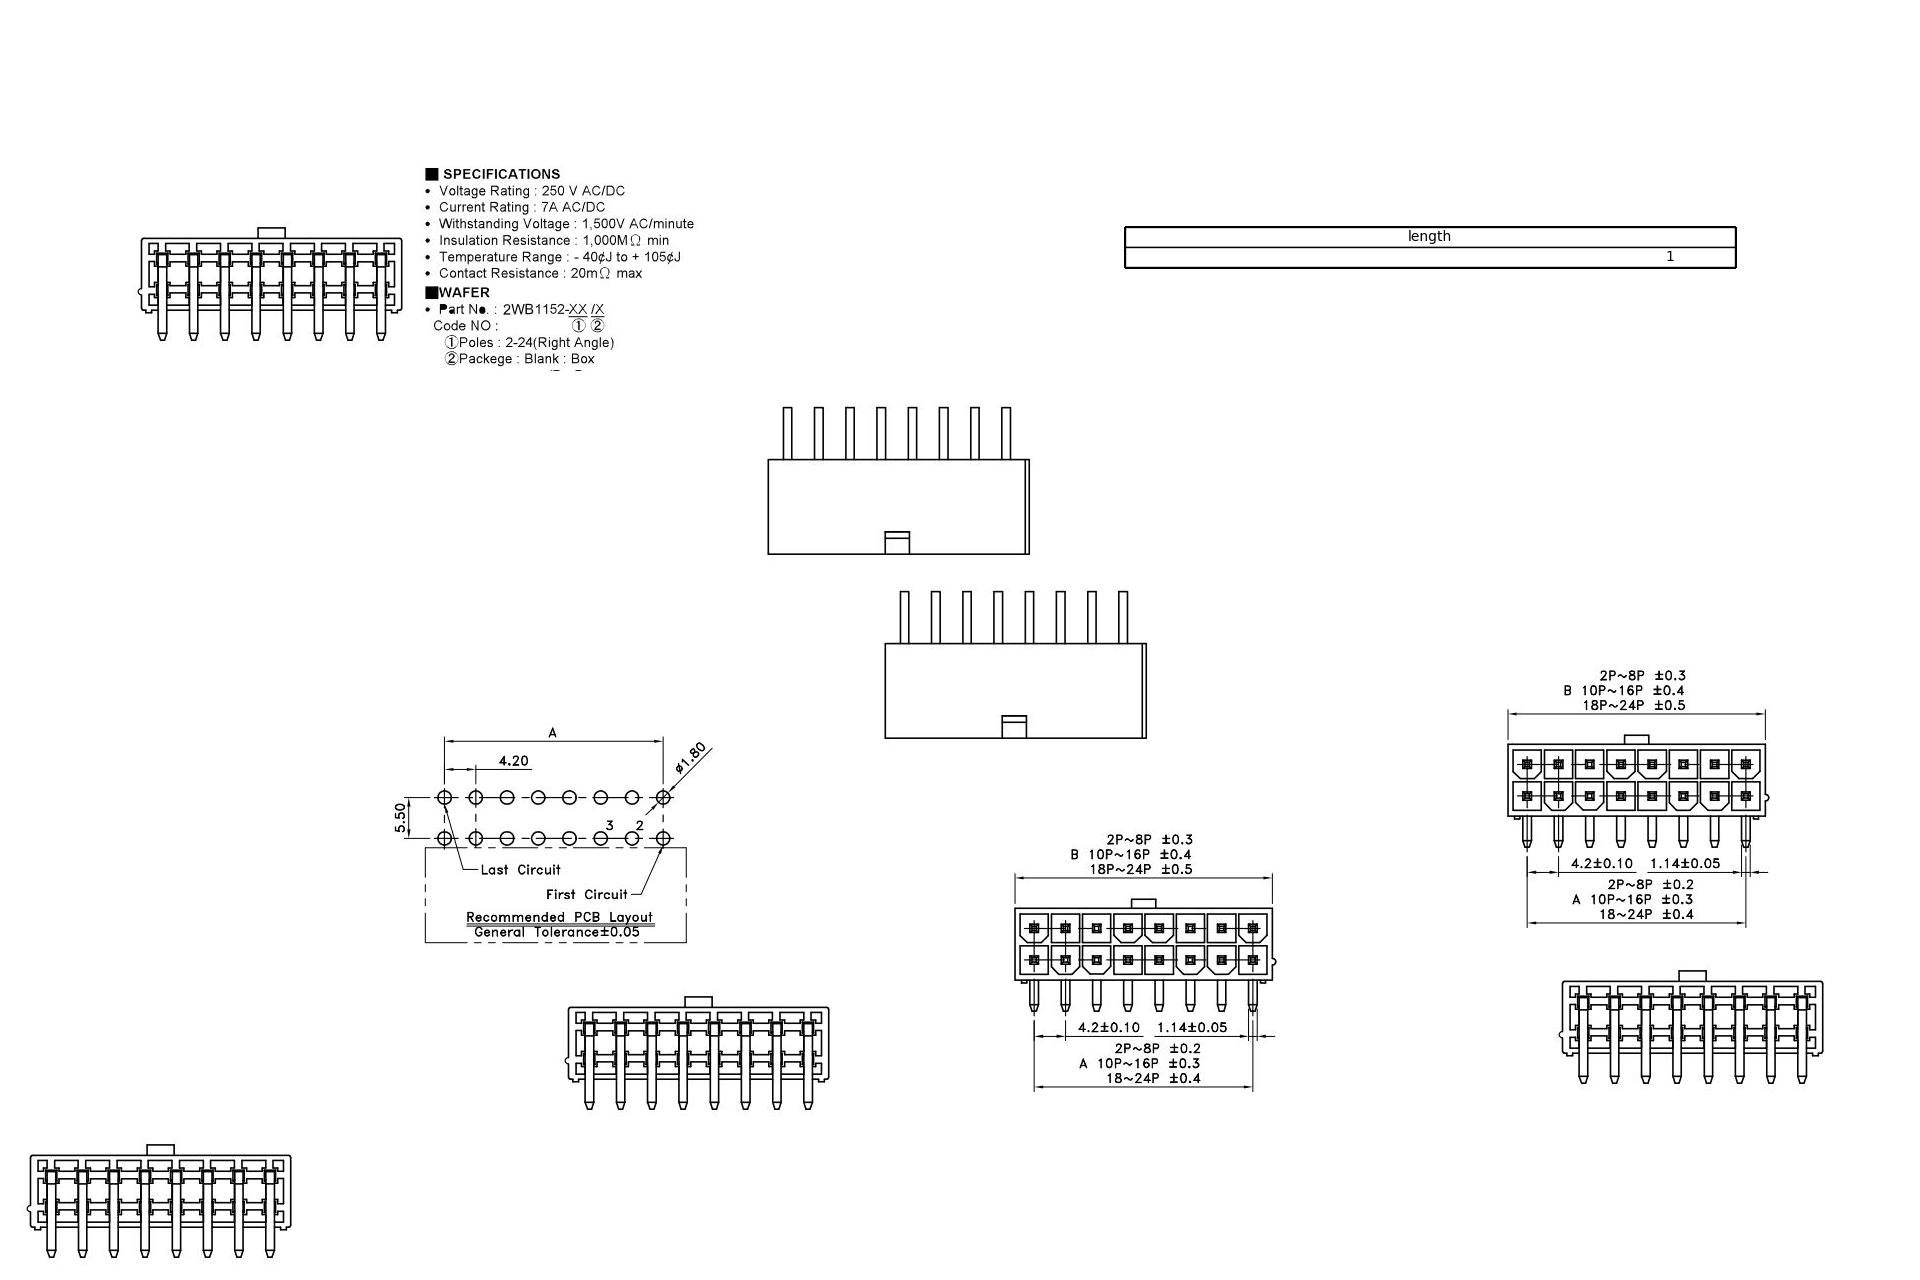 ■ SPECIFICATIONS
• Voltage Rating : 250 V AC/DC
• Current Rating : 7A AC/DC
• Withstanding Voltage : 1,500V AC/minute
• Insulation Resistance : 1,000MΩ min
• Temperature Range : - 40¢J to + 105¢J
• Contact Resistance : 20mΩ max
■WAFER
• Part No. : 2WB1152-XX /X
Code NO : ① ②
①Poles : 2-24(Right Angle)
②Packege : Blank : Box
length
1
A
4.20
ø1.80
5.50
3 2
Last Circuit
First Circuit
Recommended PCB Layout
General Tolerance±0.05
2P~8P ±0.3
B 10P~16P ±0.4
18P~24P ±0.5
4.2±0.10 1.14±0.05
2P~8P ±0.2
A 10P~16P ±0.3
18~24P ±0.4
2P~8P ±0.3
B 10P~16P ±0.4
18P~24P ±0.5
4.2±0.10 1.14±0.05
2P~8P ±0.2
A 10P~16P ±0.3
18~24P ±0.4